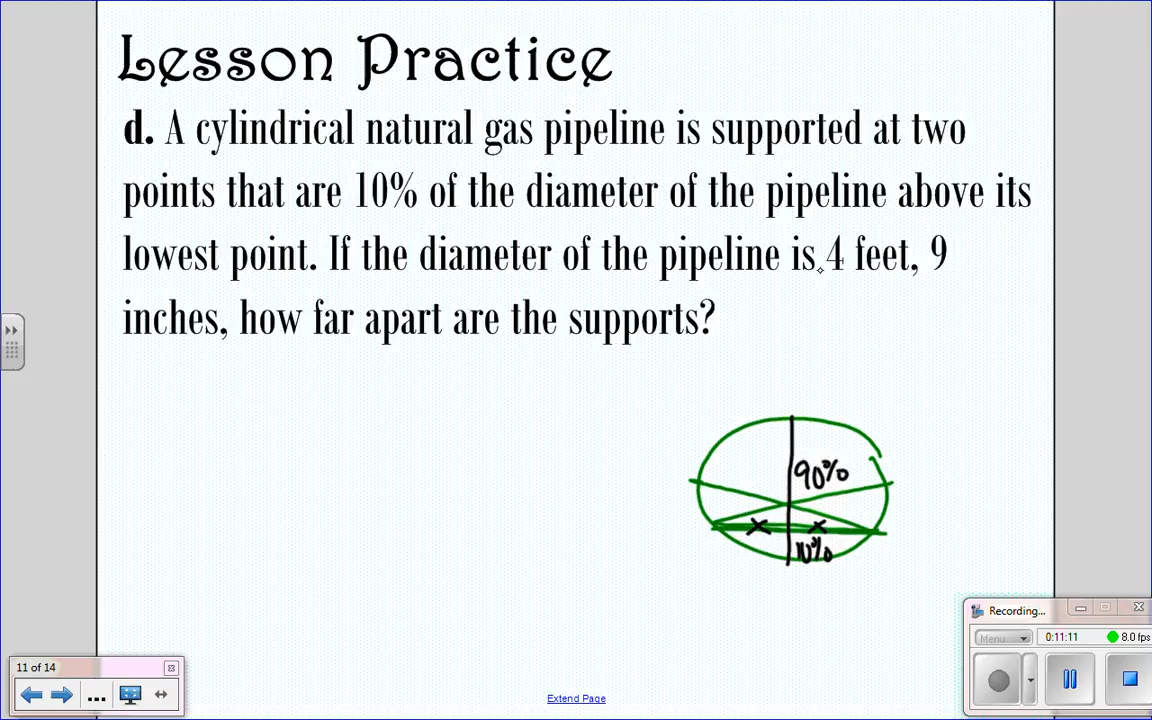 Lesson Practice
d. A cylindrical natural gas pipeline is supported at two
points that are 10% of the diameter of the pipeline above its
lowest point. If the diameter of the pipeline is 4 feet, 9
inches, how far apart are the supports?
90%
x x
10%
Recording...
Menu
0:11:11
8.0 fps
11 of 14
...
Extend Page